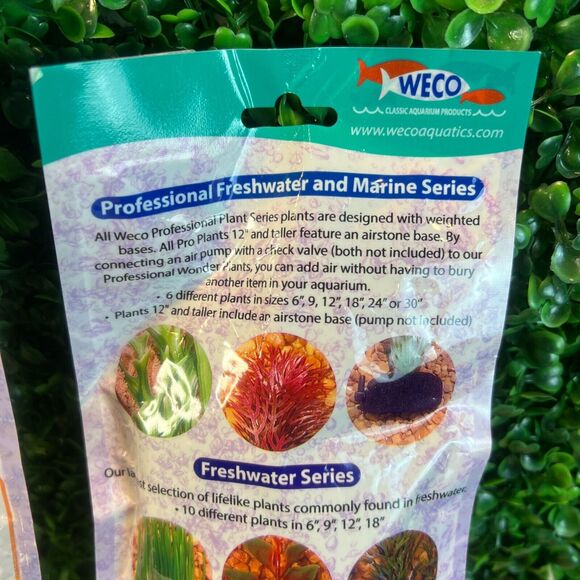 WECO
CLASSIC AQUARIUM PRODUCTS
www.wecoaquatics.com
Professional Freshwater and Marine Series
All Weco Professional Plant Series plants are designed with weighted
bases. All Pro Plants 12" and taller feature an airstone base. By
connecting an air pump with a check valve (both not included) to our
Professional Wonder Plants, you can add air without having to bury
another item in your aquarium.
• 6 different plants in sizes 6", 9, 12", 18", 24" or 30"
• Plants 12" and taller include an airstone base (pump not included)
Freshwater Series
Our selection of lifelike plants commonly found in freshwater.
• 10 different plants in 6", 9", 12", 18"